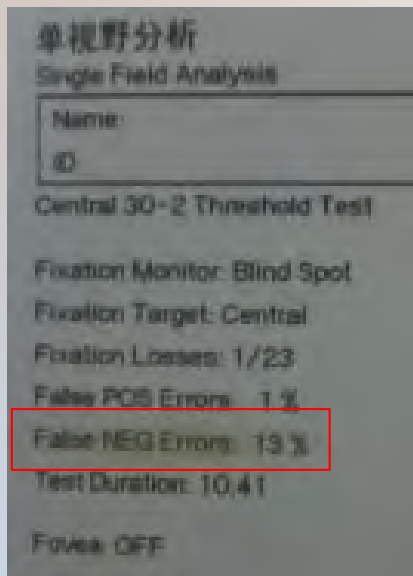 单视野分析
Single Field Analysis
Name:
ID
Central 30-2 Threshold Test
Fixation Monitor: Blind Spot
Fixation Target: Central
Fixation Losses: 1/23
False POS Errors: 1 %
False NEG Errors: 13 %
Test Duration: 10:41
Fovea: OFF